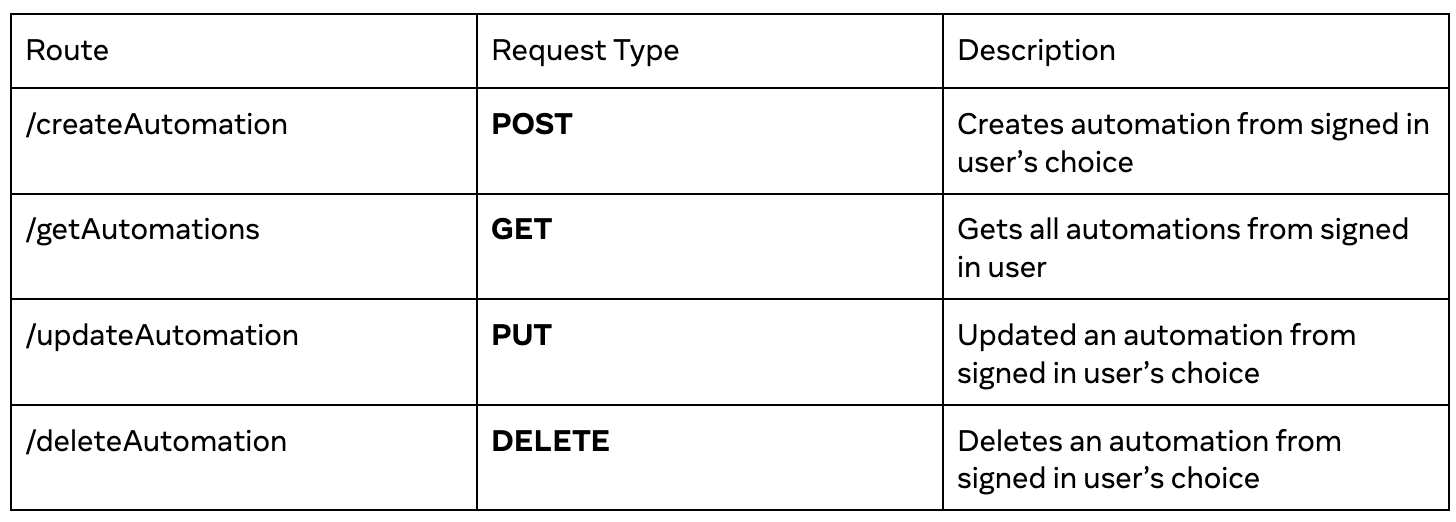 Route Request Type Description
/createAutomation POST Creates automation from signed in
user’s choice
/getAutomations GET Gets all automations from signed
in user
/updateAutomation PUT Updated an automation from
signed in user’s choice
/deleteAutomation DELETE Deletes an automation from
signed in user’s choice